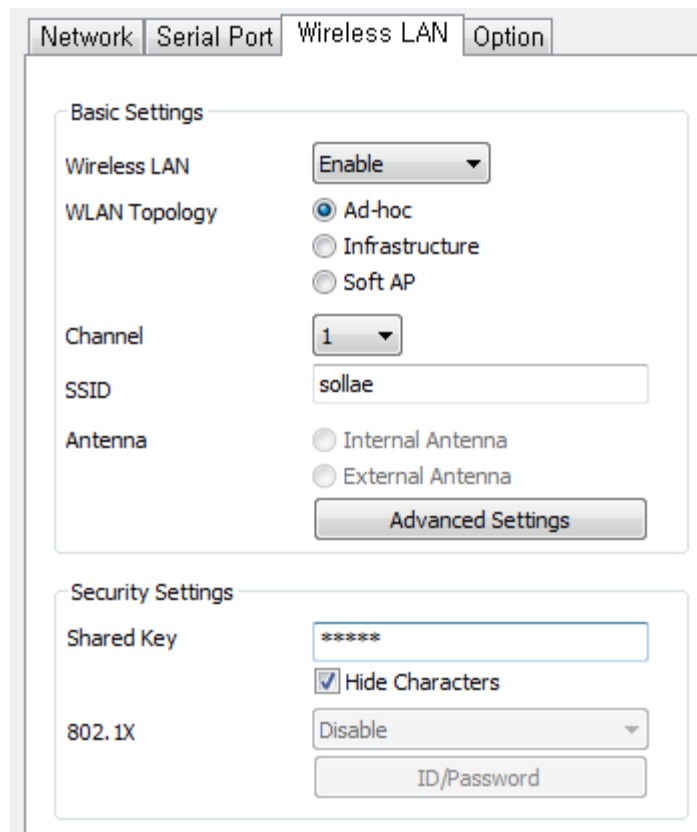 Network Serial Port Wireless LAN Option
Basic Settings
Wireless LAN Enable
WLAN Topology Ad-hoc
Infrastructure
Soft AP
Channel 1
SSID sollae
Antenna Internal Antenna
External Antenna
Advanced Settings
Security Settings
Shared Key *****
Hide Characters
802.1X Disable
ID/Password